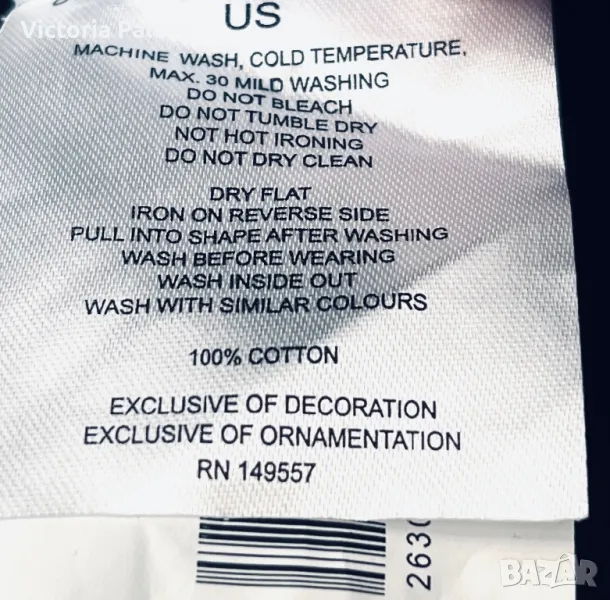 US
MACHINE WASH, COLD TEMPERATURE,
MAX. 30 MILD WASHING
DO NOT BLEACH
DO NOT TUMBLE DRY
NOT HOT IRONING
DO NOT DRY CLEAN
DRY FLAT
IRON ON REVERSE SIDE
PULL INTO SHAPE AFTER WASHING
WASH BEFORE WEARING
WASH INSIDE OUT
WASH WITH SIMILAR COLOURS
100% COTTON
EXCLUSIVE OF DECORATION
EXCLUSIVE OF ORNAMENTATION
RN 149557
BAZAR